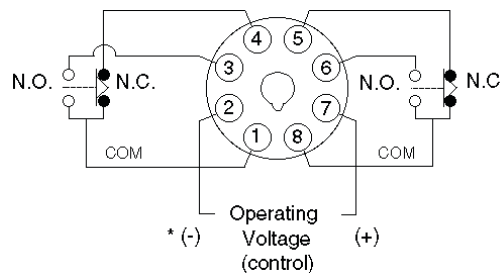 4 5
3 6
N.O. N.C. N.O. N.C
2 7
1 8
COM COM
Operating
* (-) Voltage (+)
(control)